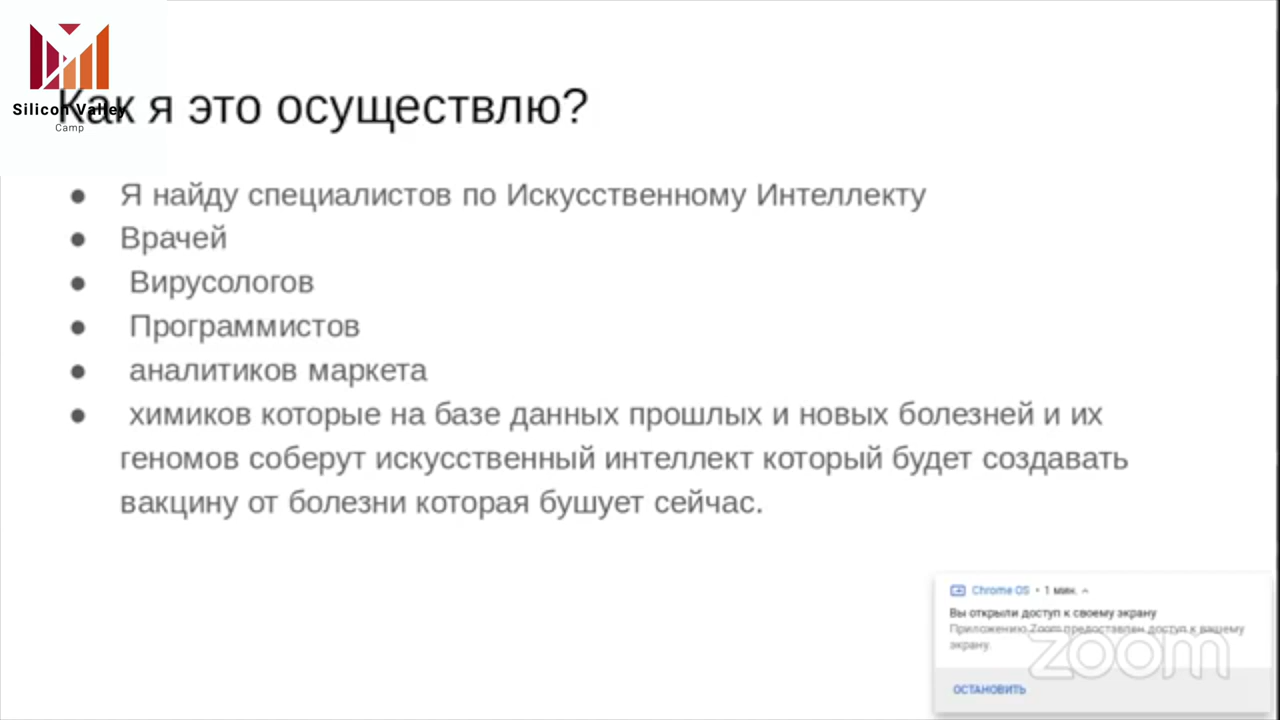 Silicon Valley
Camp
Как я это осуществлю?
● Я найду специалистов по Искусственному Интеллекту
● Врачей
● Вирусологов
● Программистов
● аналитиков маркета
● химиков которые на базе данных прошлых и новых болезней и их
геномов соберут искусственный интеллект который будет создавать
вакцину от болезни которая бушует сейчас.
Chrome OS • 1 мин.
Вы открыли доступ к своему экрану
Приложению Zoom предоставлен доступ к вашему
экрану.
zoom
ОСТАНОВИТЬ